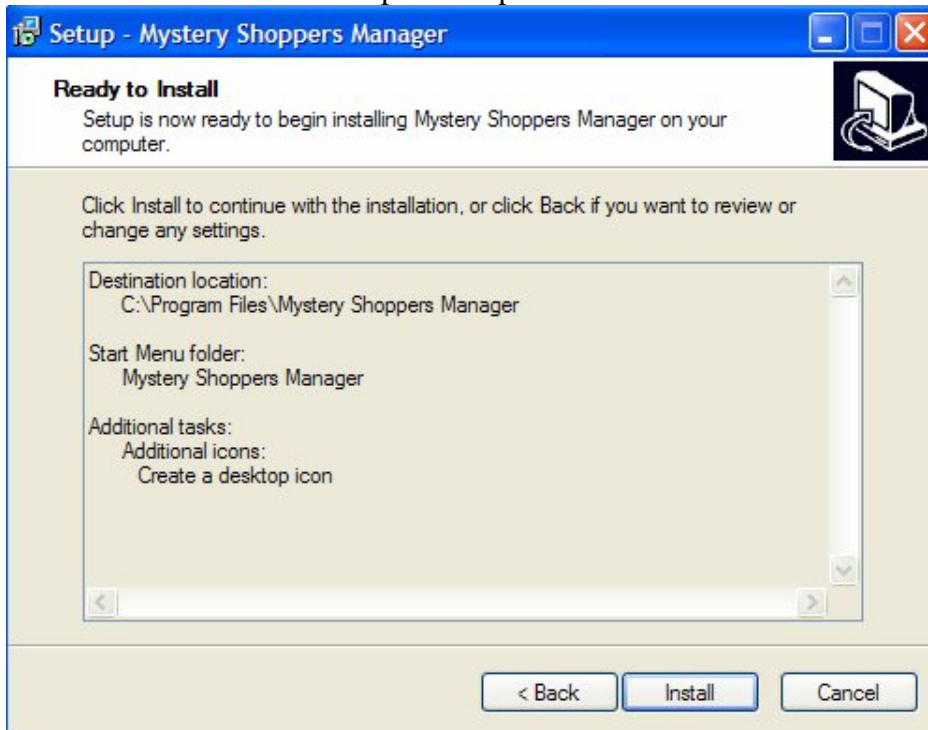 Setup - Mystery Shoppers Manager
Ready to Install
Setup is now ready to begin installing Mystery Shoppers Manager on your
computer.
Click Install to continue with the installation, or click Back if you want to review or
change any settings.
Destination location:
C:\Program Files\Mystery Shoppers Manager
Start Menu folder:
Mystery Shoppers Manager
Additional tasks:
Additional icons:
Create a desktop icon
< Back
Install
Cancel